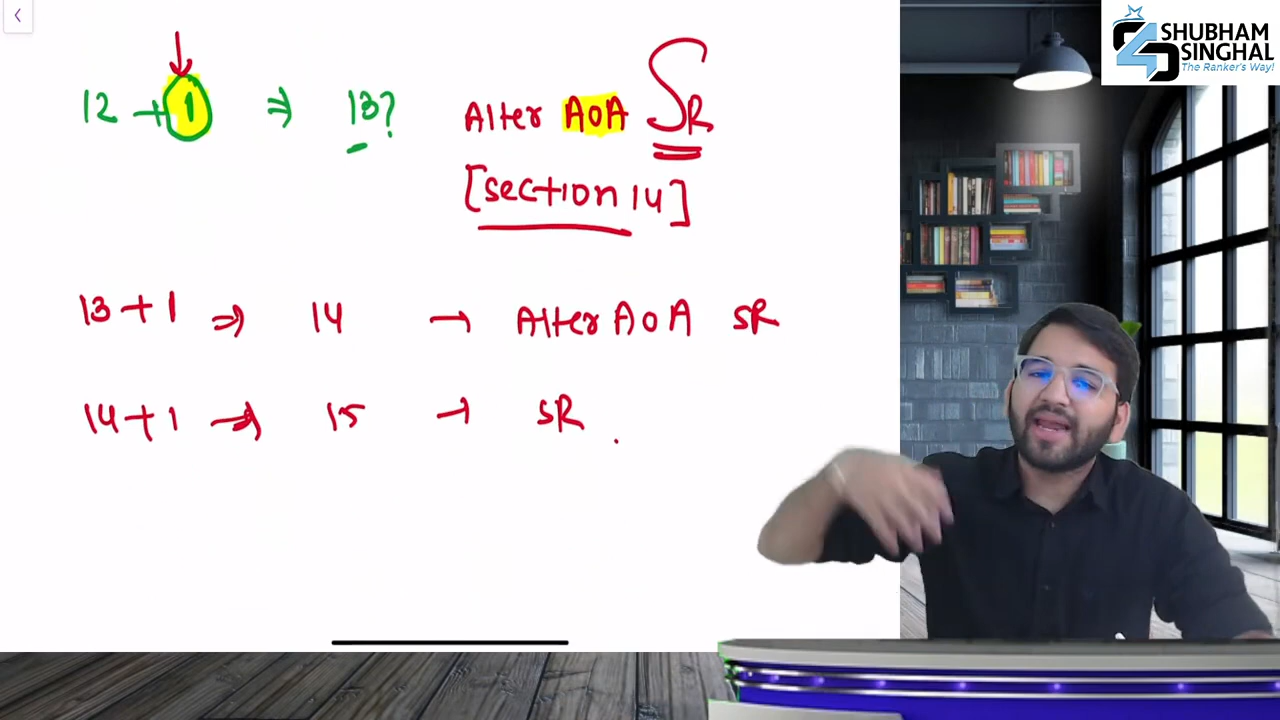 SHUBHAM
SINGHAL
The Ranker's Way!
12 + 1 ⇒ 13? Alter AOA SR
[section 14]
13 + 1 ⇒ 14 → Alter AOA SR
14 + 1 ⇒ 15 → SR